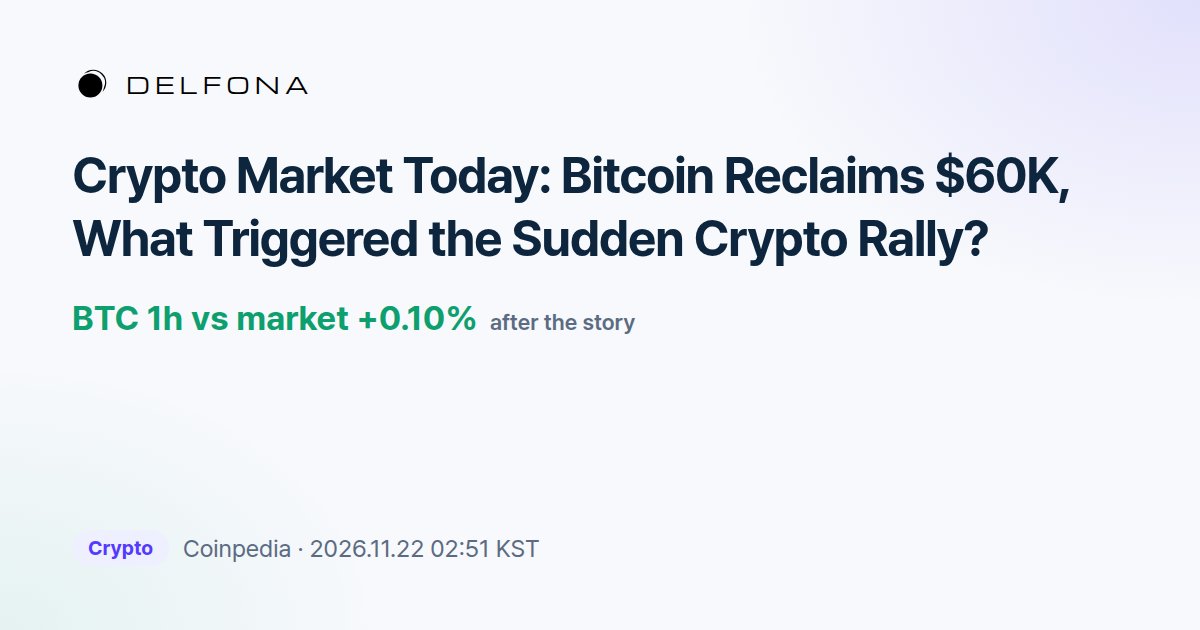 DELFONA
Crypto Market Today: Bitcoin Reclaims $60K,
What Triggered the Sudden Crypto Rally?
BTC 1h vs market +0.10% after the story
Crypto Coinpedia · 2026.11.22 02:51 KST